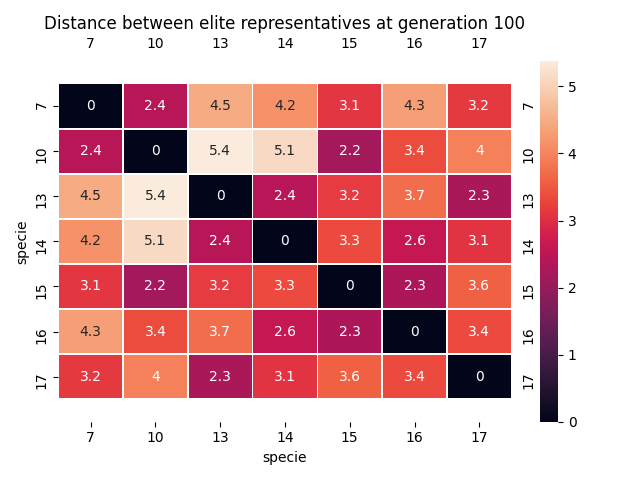 Distance between elite representatives at generation 100
7 10 13 14 15 16 17
7 0 2.4 4.5 4.2 3.1 4.3 3.2 7
10 2.4 0 5.4 5.1 2.2 3.4 4 10
13 4.5 5.4 0 2.4 3.2 3.7 2.3 13
14 4.2 5.1 2.4 0 3.3 2.6 3.1 14
15 3.1 2.2 3.2 3.3 0 2.3 3.6 15
16 4.3 3.4 3.7 2.6 2.3 0 3.4 16
17 3.2 4 2.3 3.1 3.6 3.4 0 17
7 10 13 14 15 16 17
specie
specie
5
4
3
2
1
0